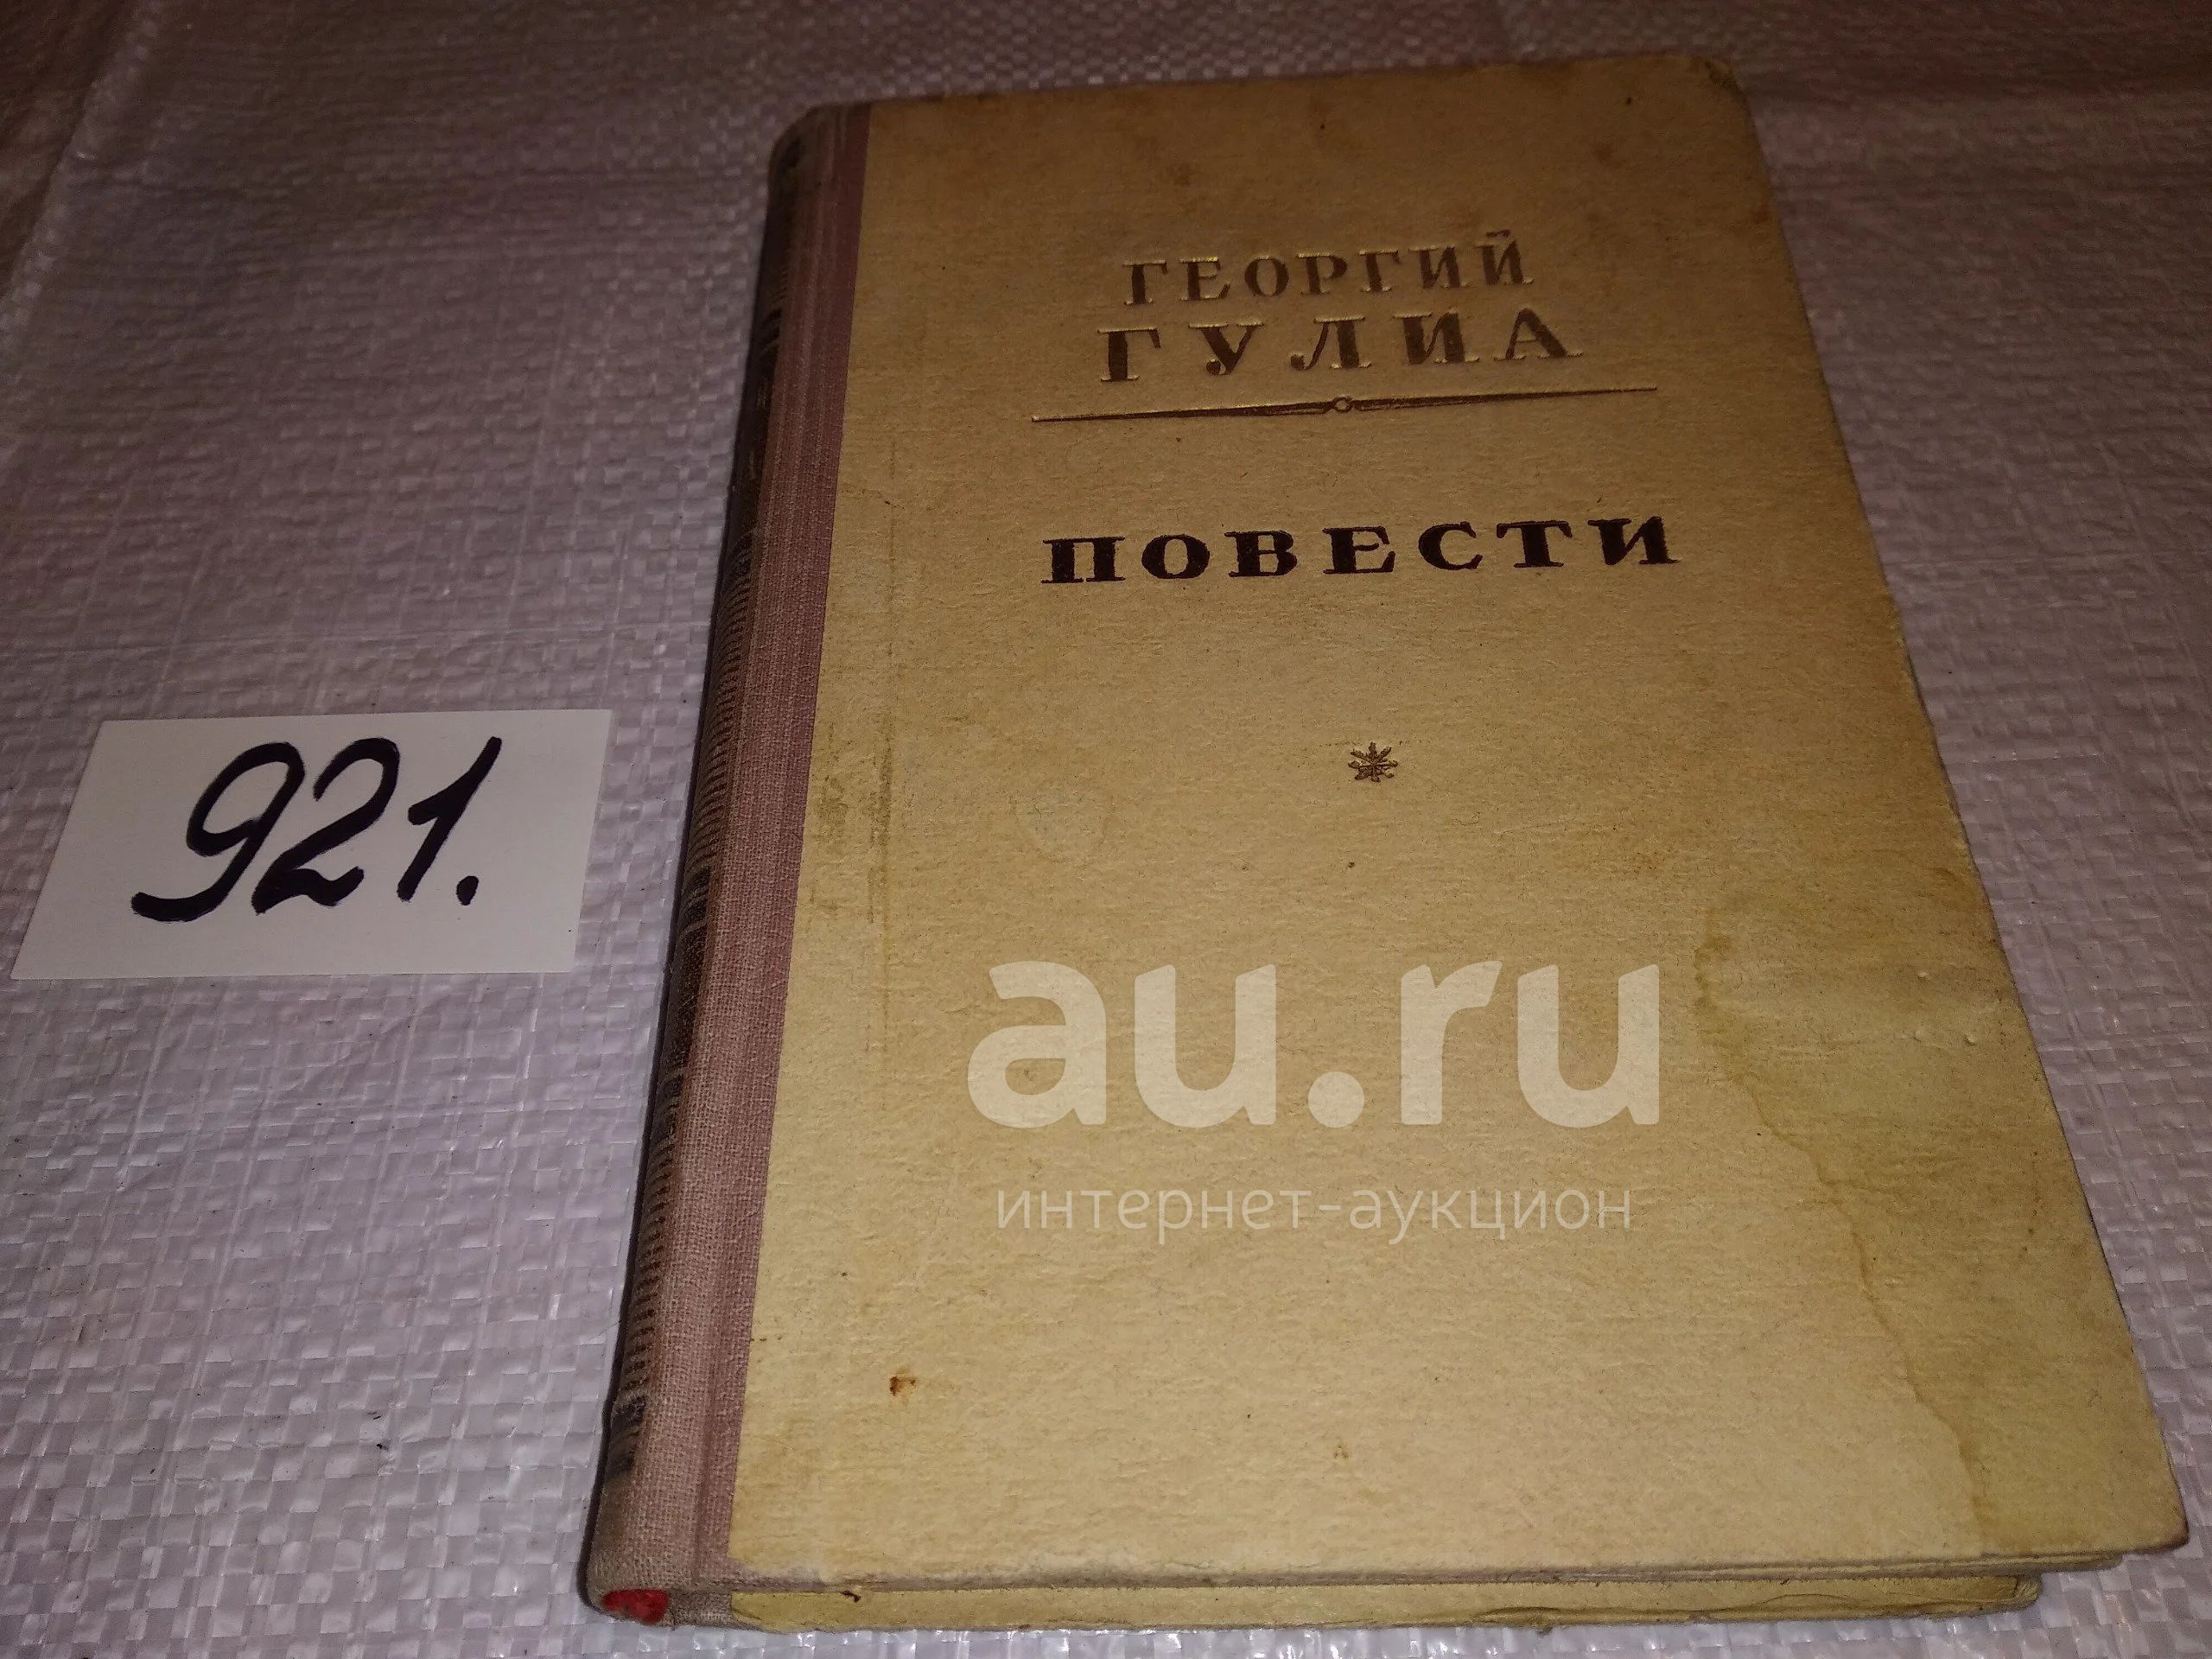 ГЕОРГИЙ
ГУЛИА
ПОВЕСТИ
921.
au.ru
интернет-аукцион